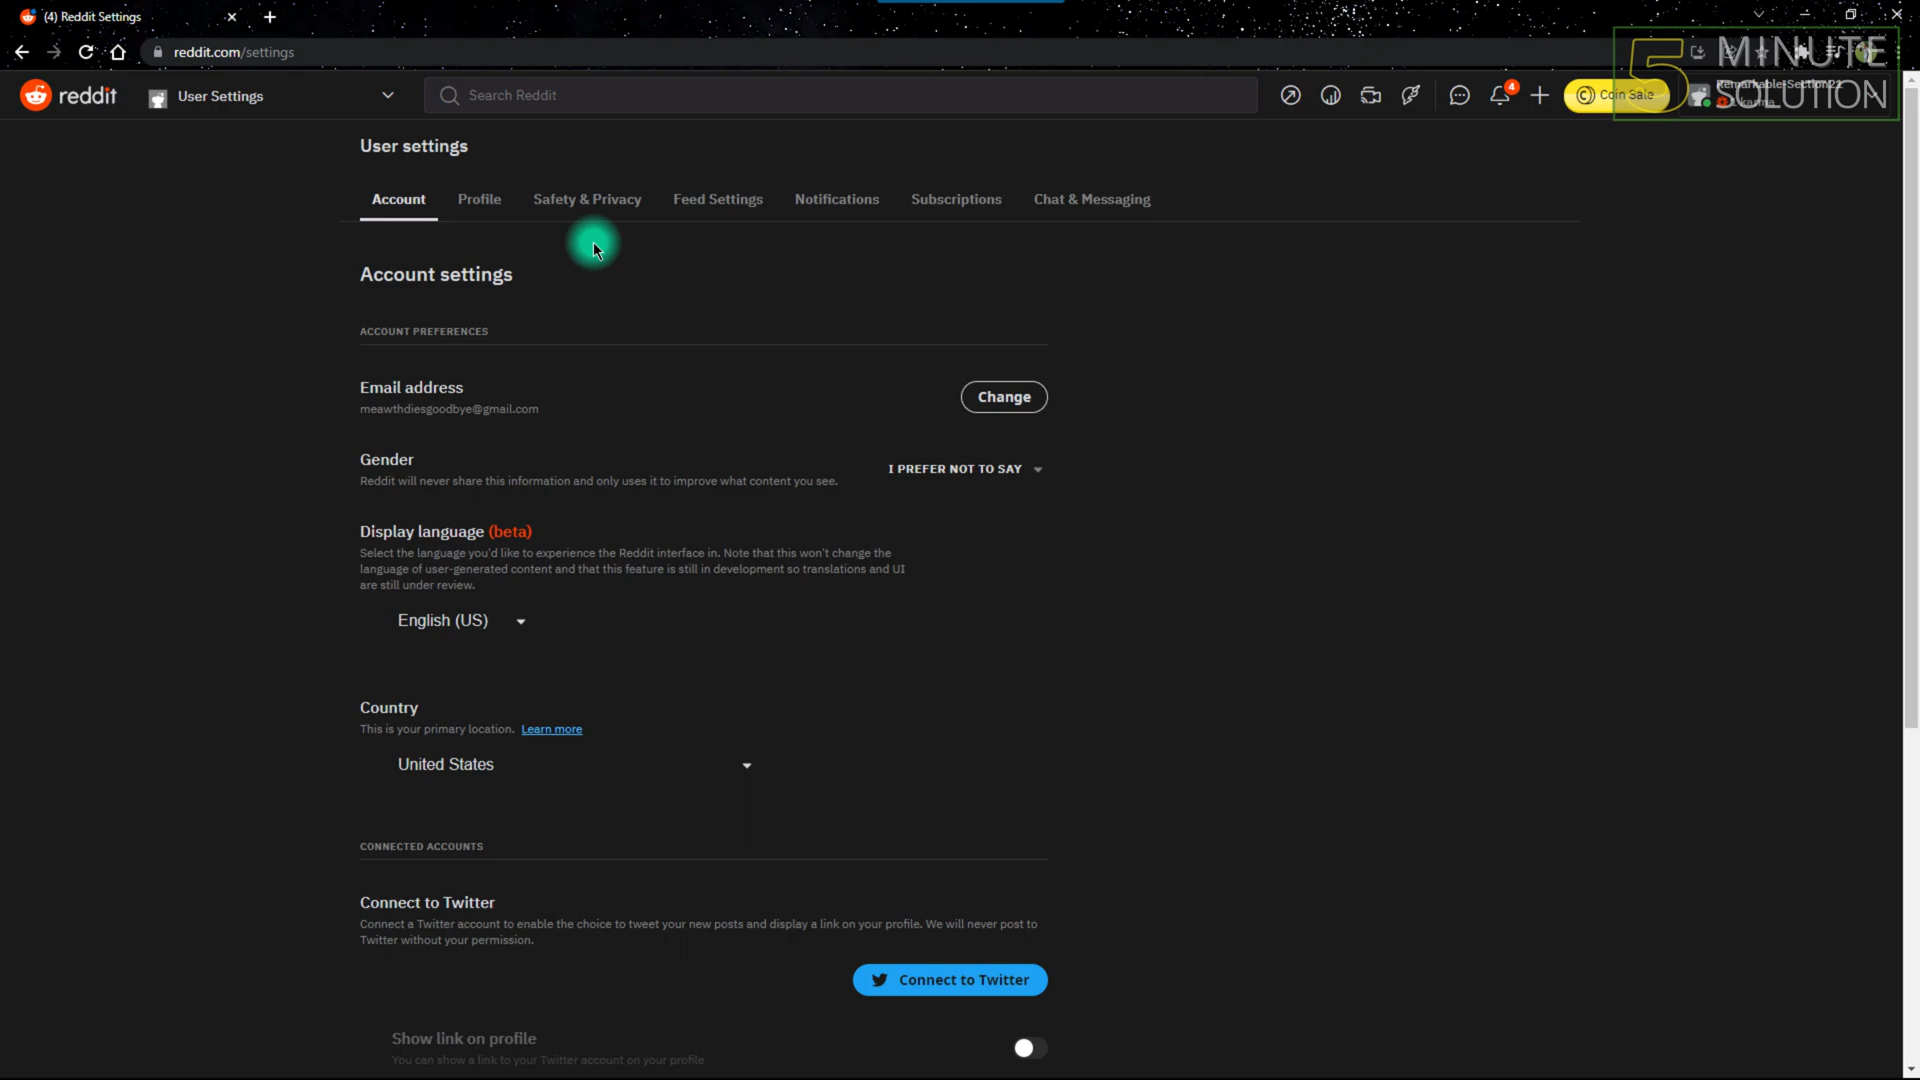 (4) Reddit Settings
reddit.com/settings
reddit
User Settings
Search Reddit
4
Coin Sale
Remarkable-Section21
karma
5 MINUTE
SOLUTION
User settings
Account
Profile
Safety & Privacy
Feed Settings
Notifications
Subscriptions
Chat & Messaging
Account settings
ACCOUNT PREFERENCES
Email address
meawthdiesgoodbye@gmail.com
Change
Gender
Reddit will never share this information and only uses it to improve what content you see.
I PREFER NOT TO SAY
Display language (beta)
Select the language you'd like to experience the Reddit interface in. Note that this won't change the
language of user-generated content and that this feature is still in development so translations and UI
are still under review.
English (US)
Country
This is your primary location. Learn more
United States
CONNECTED ACCOUNTS
Connect to Twitter
Connect a Twitter account to enable the choice to tweet your new posts and display a link on your profile. We will never post to
Twitter without your permission.
Connect to Twitter
Show link on profile
You can show a link to your Twitter account on your profile